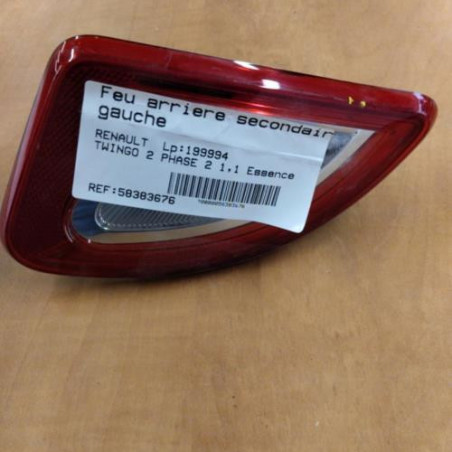 Feu arriere secondair
gauche
RENAULT Lp:199994
TWINGO 2 PHASE 2 1,1 Essence
REF:58383676